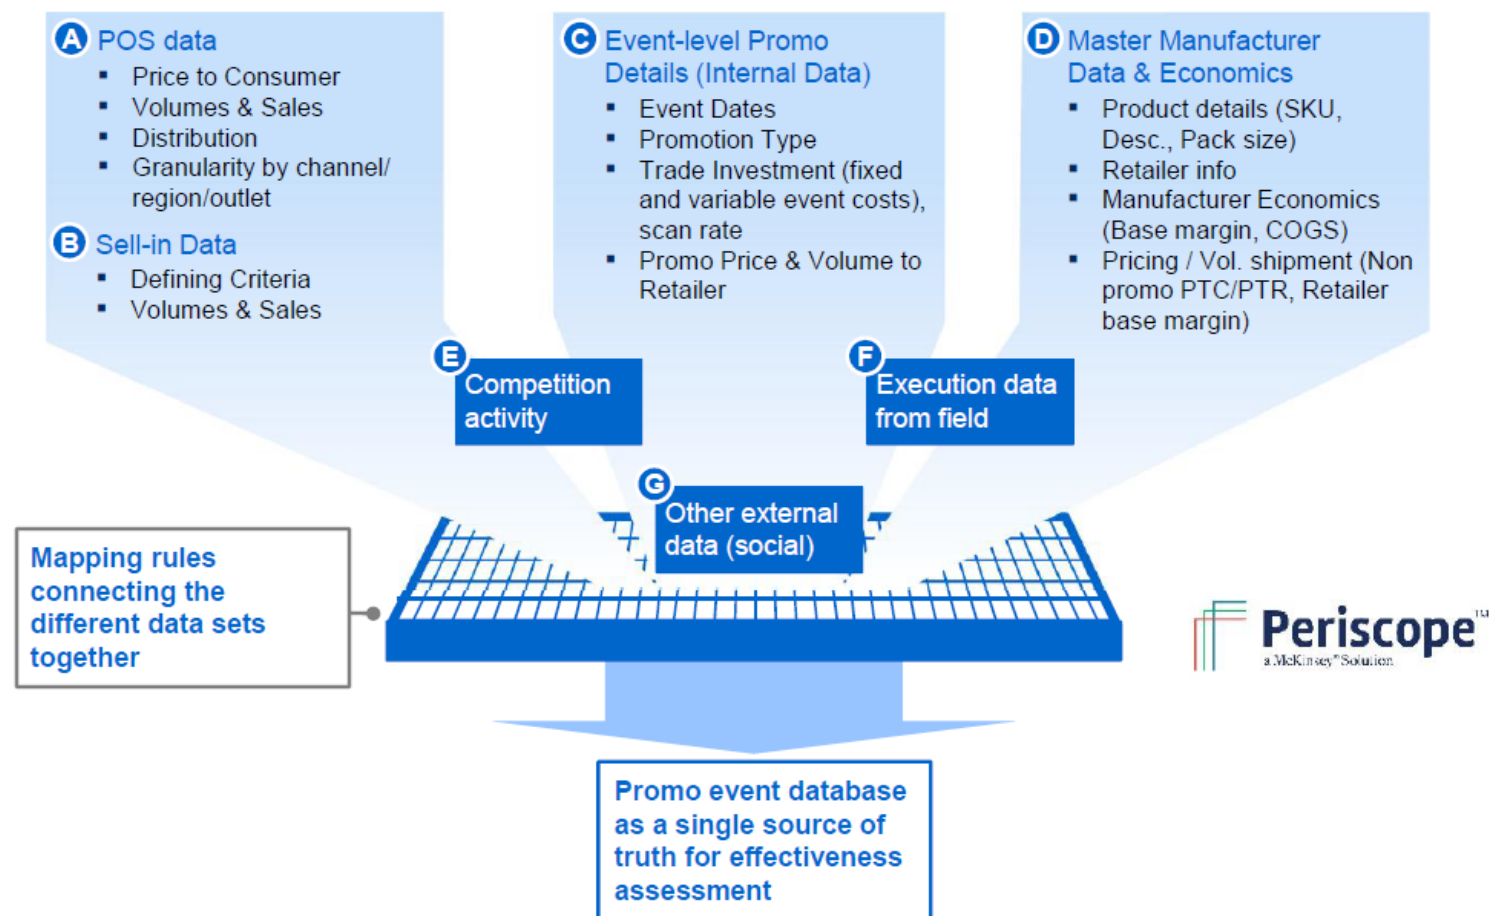 A POS data
▪ Price to Consumer
▪ Volumes & Sales
▪ Distribution
▪ Granularity by channel/
region/outlet
B Sell-in Data
▪ Defining Criteria
▪ Volumes & Sales
C Event-level Promo
Details (Internal Data)
▪ Event Dates
▪ Promotion Type
▪ Trade Investment (fixed
and variable event costs),
scan rate
▪ Promo Price & Volume to
Retailer
D Master Manufacturer
Data & Economics
▪ Product details (SKU,
Desc., Pack size)
▪ Retailer info
▪ Manufacturer Economics
(Base margin, COGS)
▪ Pricing / Vol. shipment (Non
promo PTC/PTR, Retailer
base margin)
E
Competition
activity
F
Execution data
from field
G
Other external
data (social)
Mapping rules
connecting the
different data sets
together
Periscope™
a McKinsey® Solution
Promo event database
as a single source of
truth for effectiveness
assessment